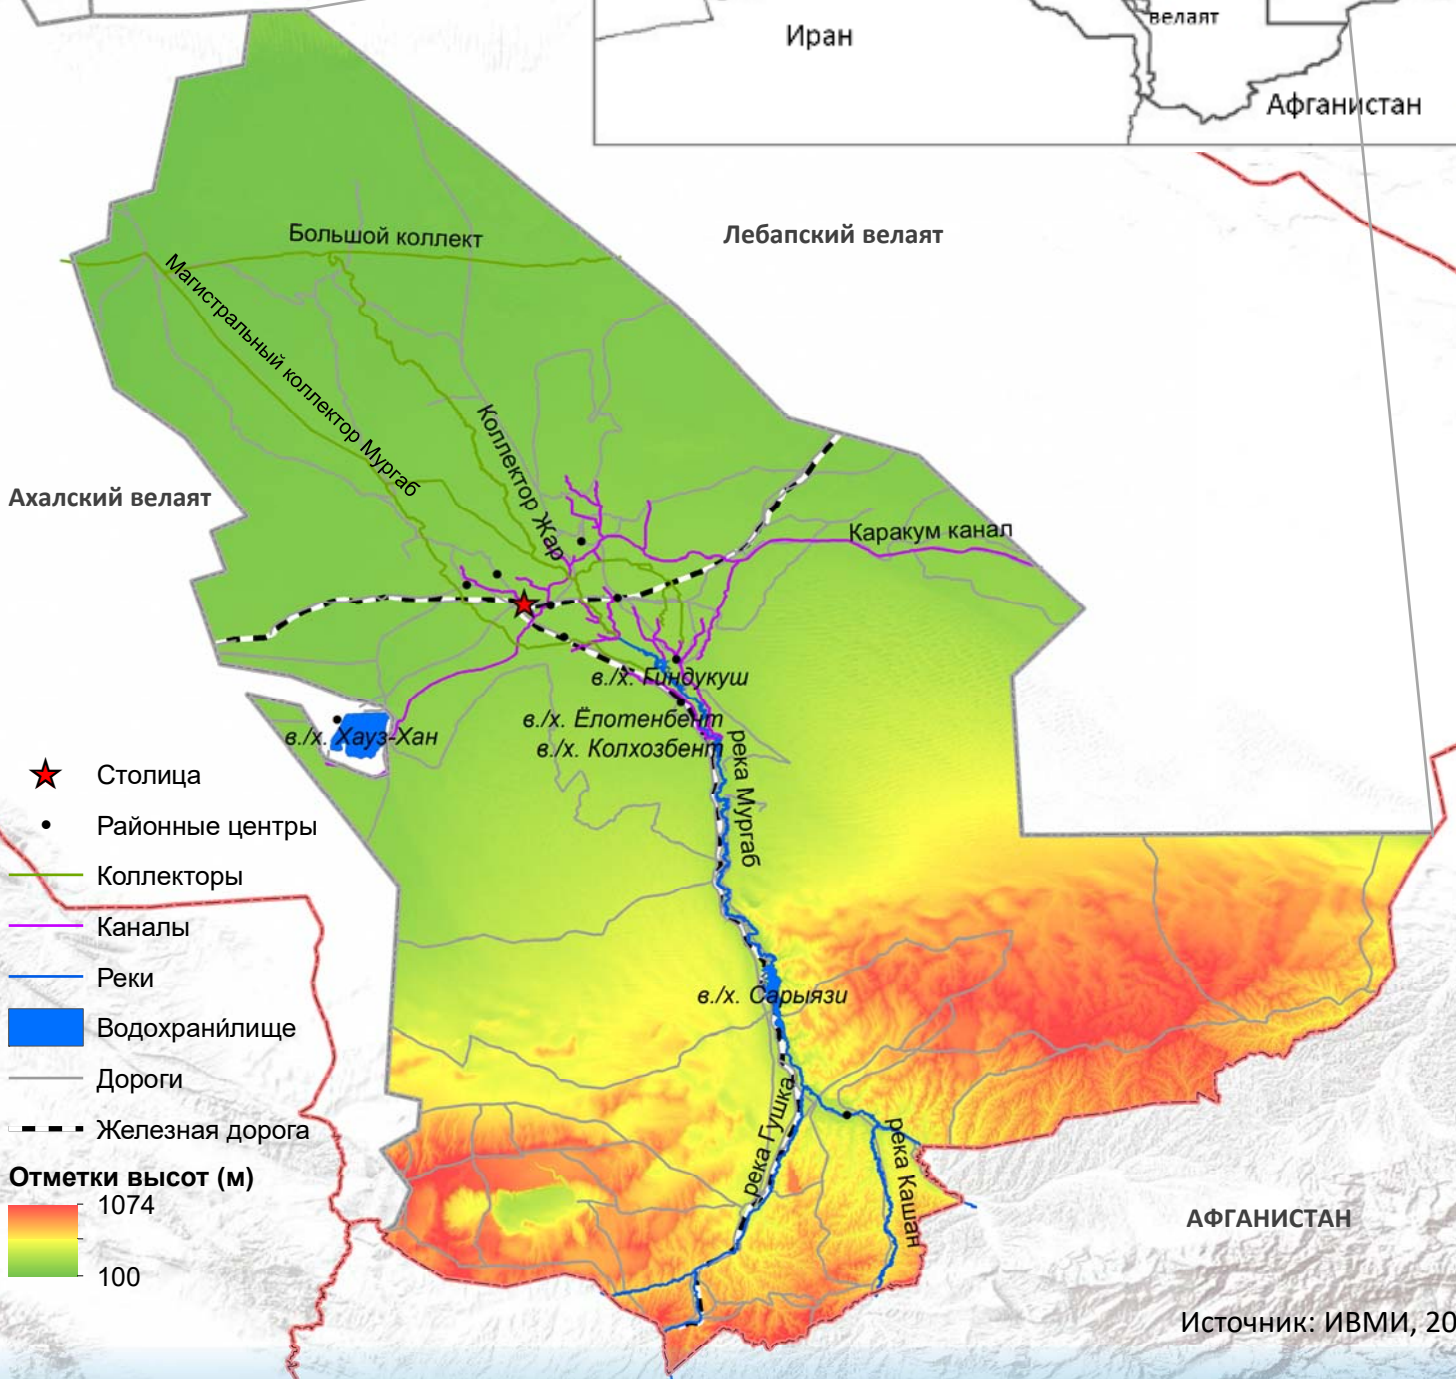 велаят
Иран
Афганистан
Лебапский велаят
Большой коллект
Магистральный коллектор Мургаб
Коллектор Жар
Ахалский велаят
Каракум канал
в./х. Гиндукуш
в./х. Ёлотенбент
в./х. Хауз-Хан
в./х. Колхозбент
река Мургаб
Столица
Районные центры
Коллекторы
Каналы
Реки
Водохрани́лище
Дороги
Железная дорога
Отметки высот (м)
1074
100
в./х. Сарыязи
река Гушка
река Кашан
АФГАНИСТАН
Источник: ИВМИ, 20